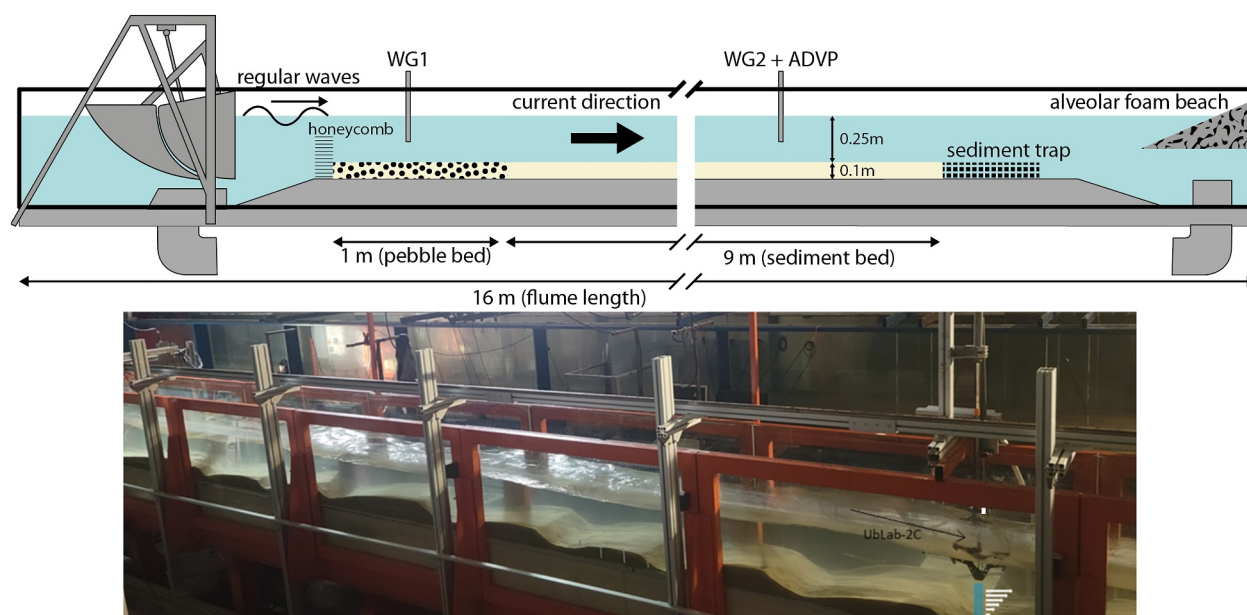 WG1
WG2 + ADVP
regular waves
current direction
alveolar foam beach
honeycomb
0.25m
sediment trap
0.1m
1 m (pebble bed)
9 m (sediment bed)
16 m (flume length)
UbLab-2C